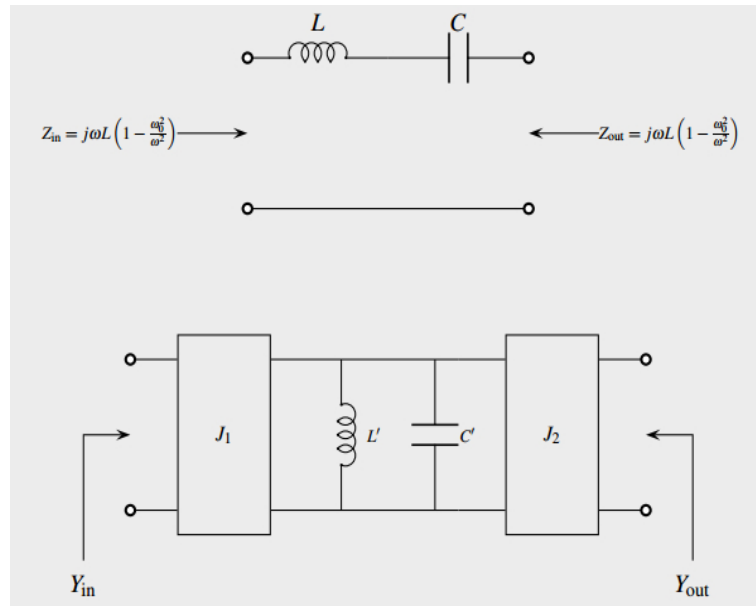 L
C
Z_in = jωL(1 − ω_0^2/ω^2)
Z_out = jωL(1 − ω_0^2/ω^2)
J_1
L′
C′
J_2
Y_in
Y_out